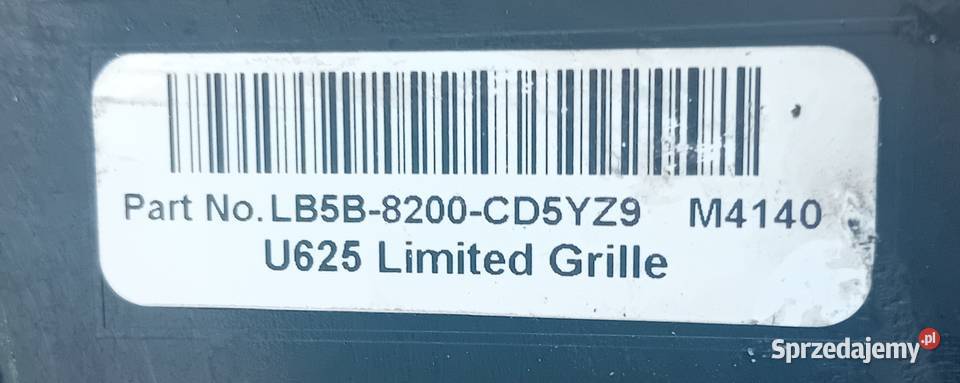 Part No. LB5B-8200-CD5YZ9 M4140
U625 Limited Grille
Sprzedajemy.pl